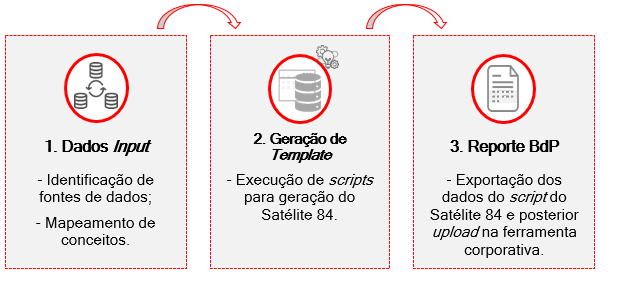 1. Dados Input
- Identificação de
fontes de dados;
- Mapeamento de
conceitos.
2. Geração de
Template
- Execução de scripts
para geração do
Satélite 84.
3. Reporte BdP
- Exportação dos
dados do script do
Satélite 84 e posterior
upload na ferramenta
corporativa.